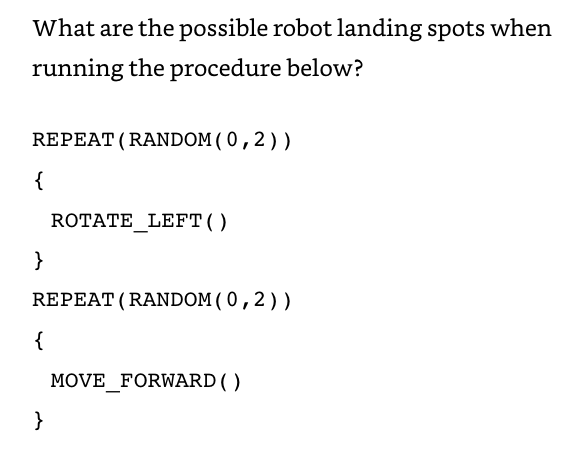 What are the possible robot landing spots when
running the procedure below?
REPEAT(RANDOM(0,2))
{
ROTATE_LEFT()
}
REPEAT(RANDOM(0,2))
{
MOVE_FORWARD()
}